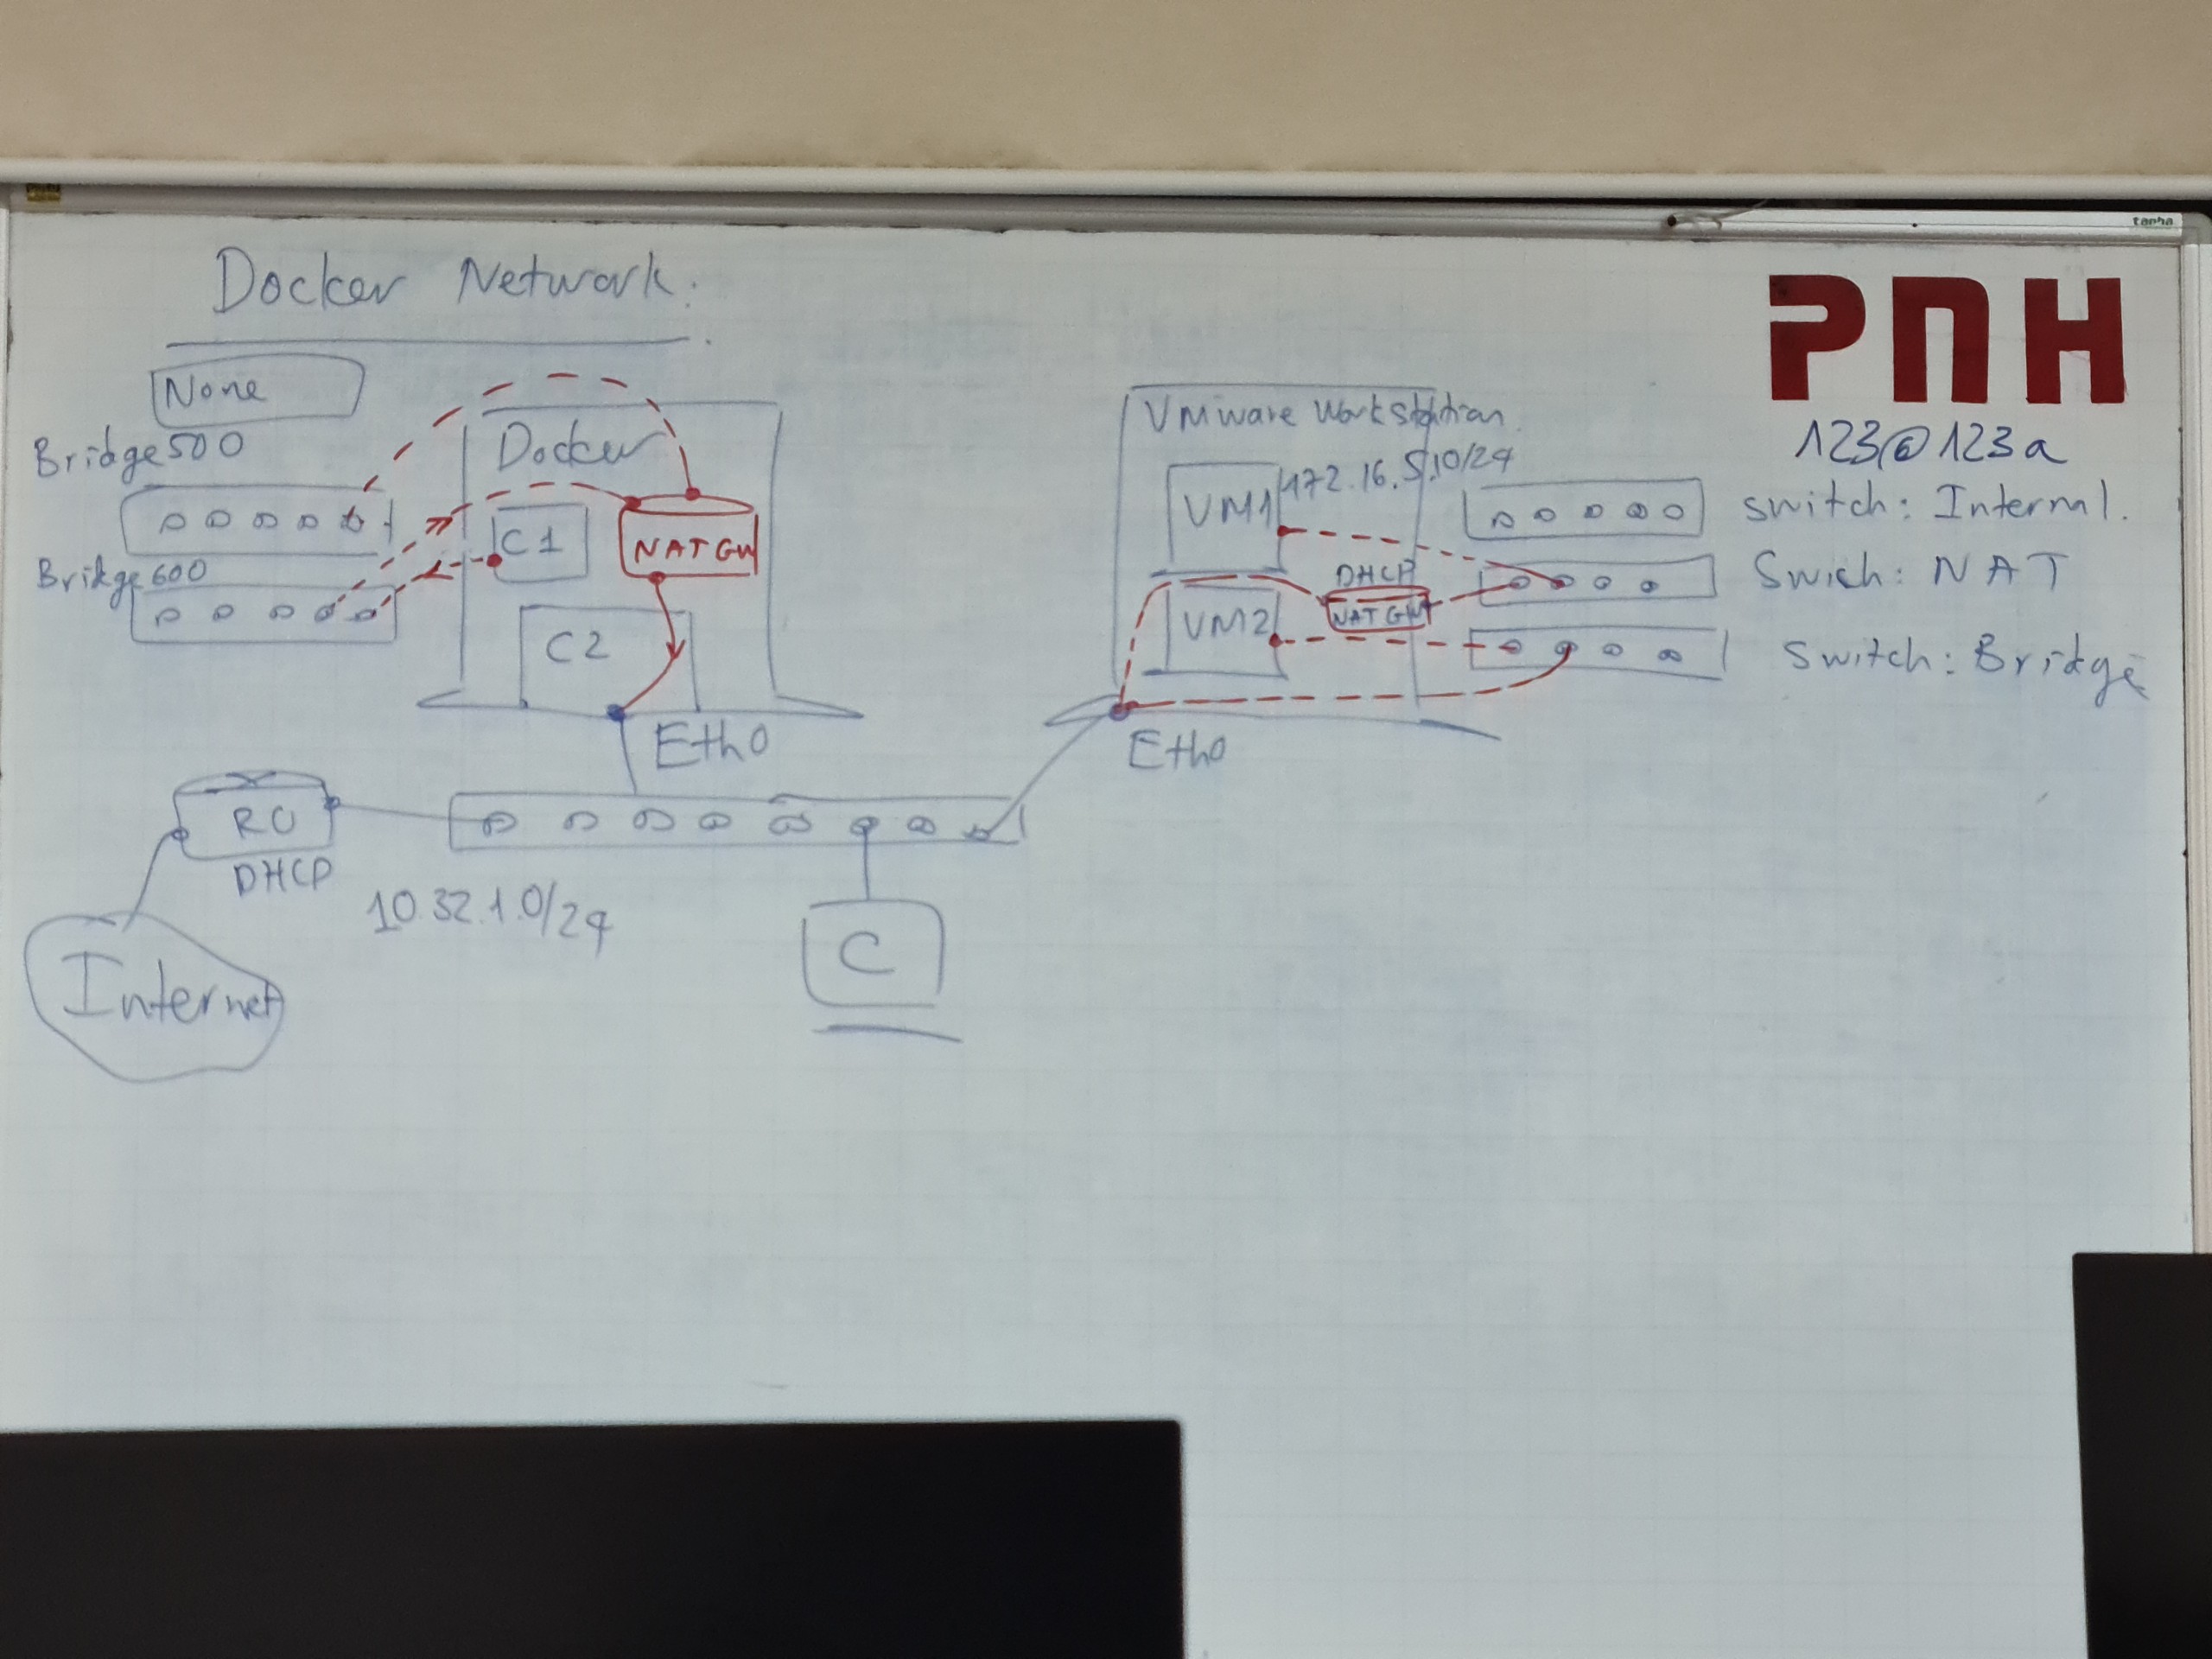 tanha
Docker Network:
PNH
123@123a
None
Bridge500
Docker
C1
NAT GW
Bridge600
C2
Eth0
VMware Workstation
VM1
172.16.5.10/24
switch: Internal.
DHCP
NAT GW
Swich: NAT
VM2
Switch: Bridge
Eth0
R0
DHCP
10.32.1.0/24
Internet
C